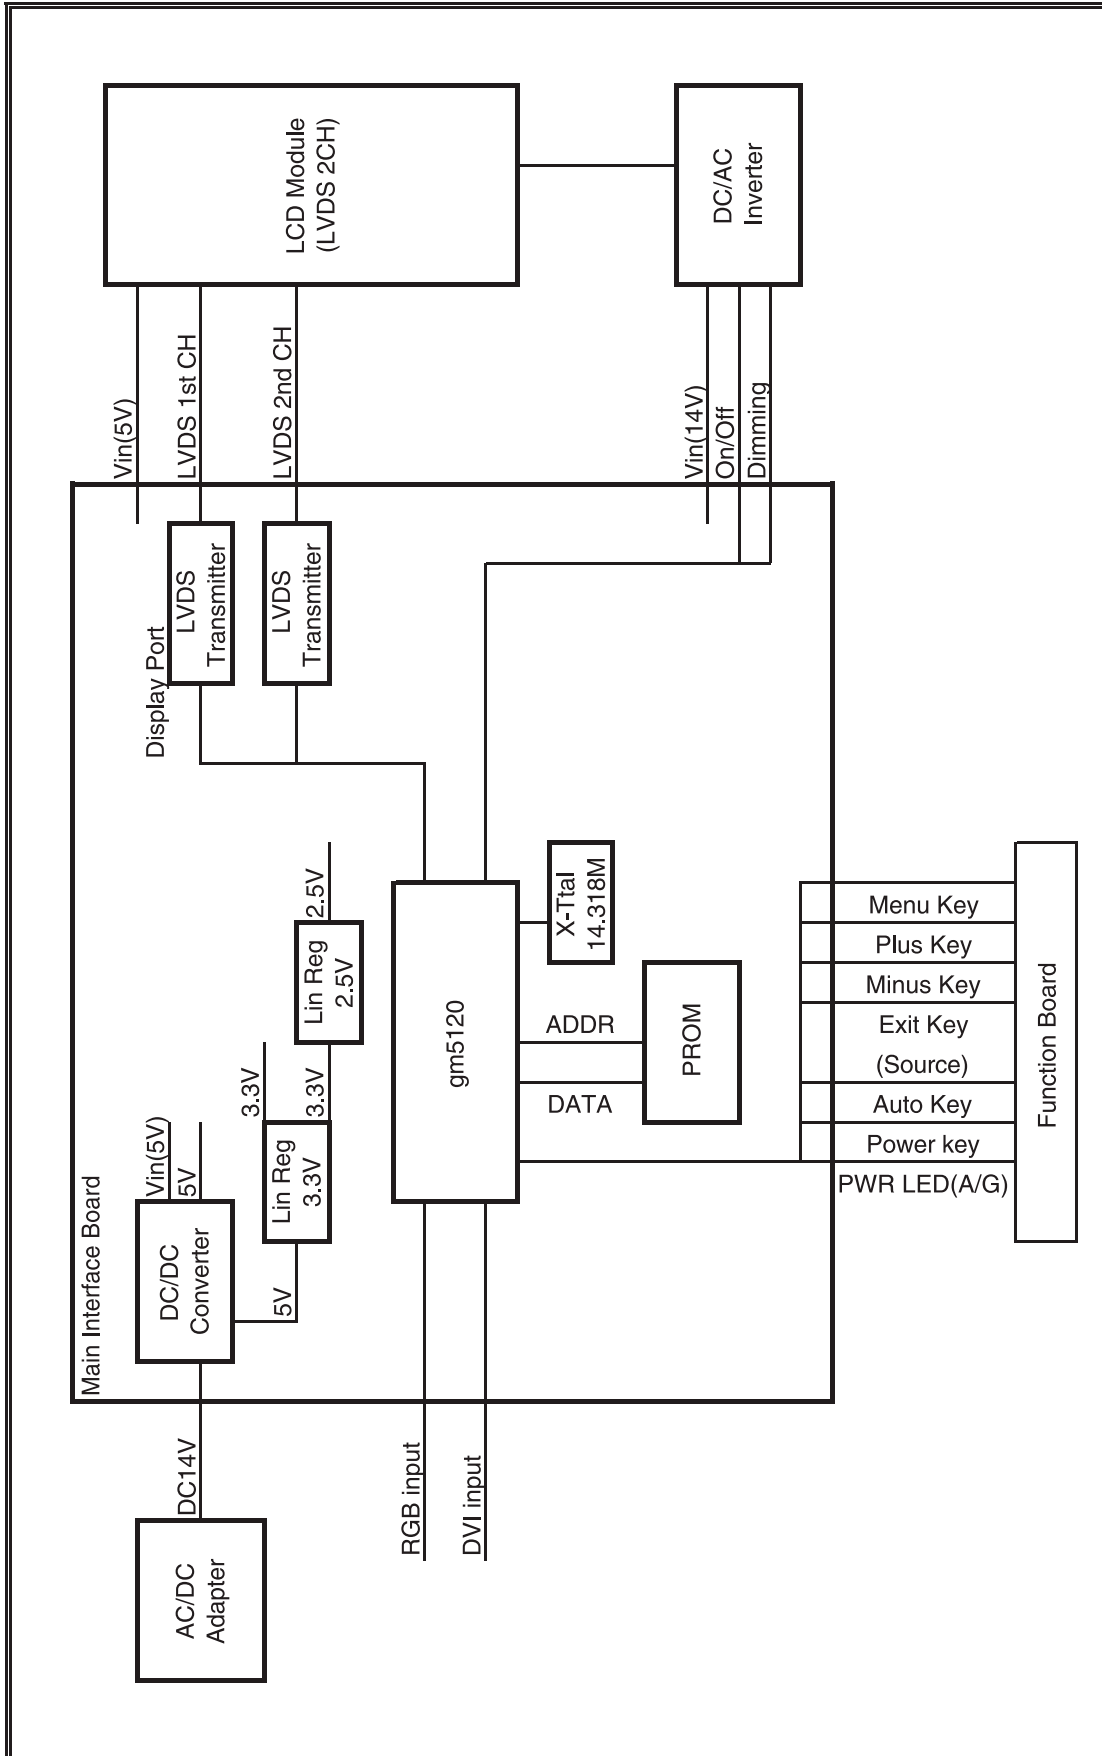 AC/DC
Adapter
DC14V
Main Interface Board
DC/DC
Converter
Vin(5V)
5V
5V
Lin Reg
3.3V
3.3V
3.3V
Lin Reg
2.5V
2.5V
Display Port
LVDS
Transmitter
LVDS
Transmitter
Vin(5V)
LVDS 1st CH
LVDS 2nd CH
LCD Module
(LVDS 2CH)
RGB input
DVI input
gm5120
X-Ttal
14.318M
ADDR
DATA
PROM
Vin(14V)
On/Off
Dimming
DC/AC
Inverter
Menu Key
Plus Key
Minus Key
Exit Key
(Source)
Auto Key
Power key
PWR LED(A/G)
Function Board